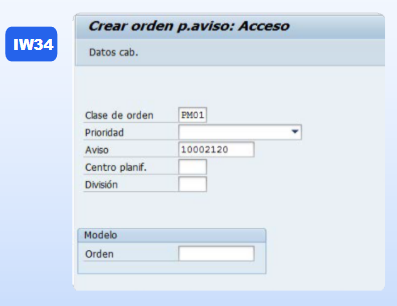 Crear orden p.aviso: Acceso
IW34
Datos cab.
Clase de orden PM01
Prioridad
Aviso 10002120
Centro planif.
División
Modelo
Orden